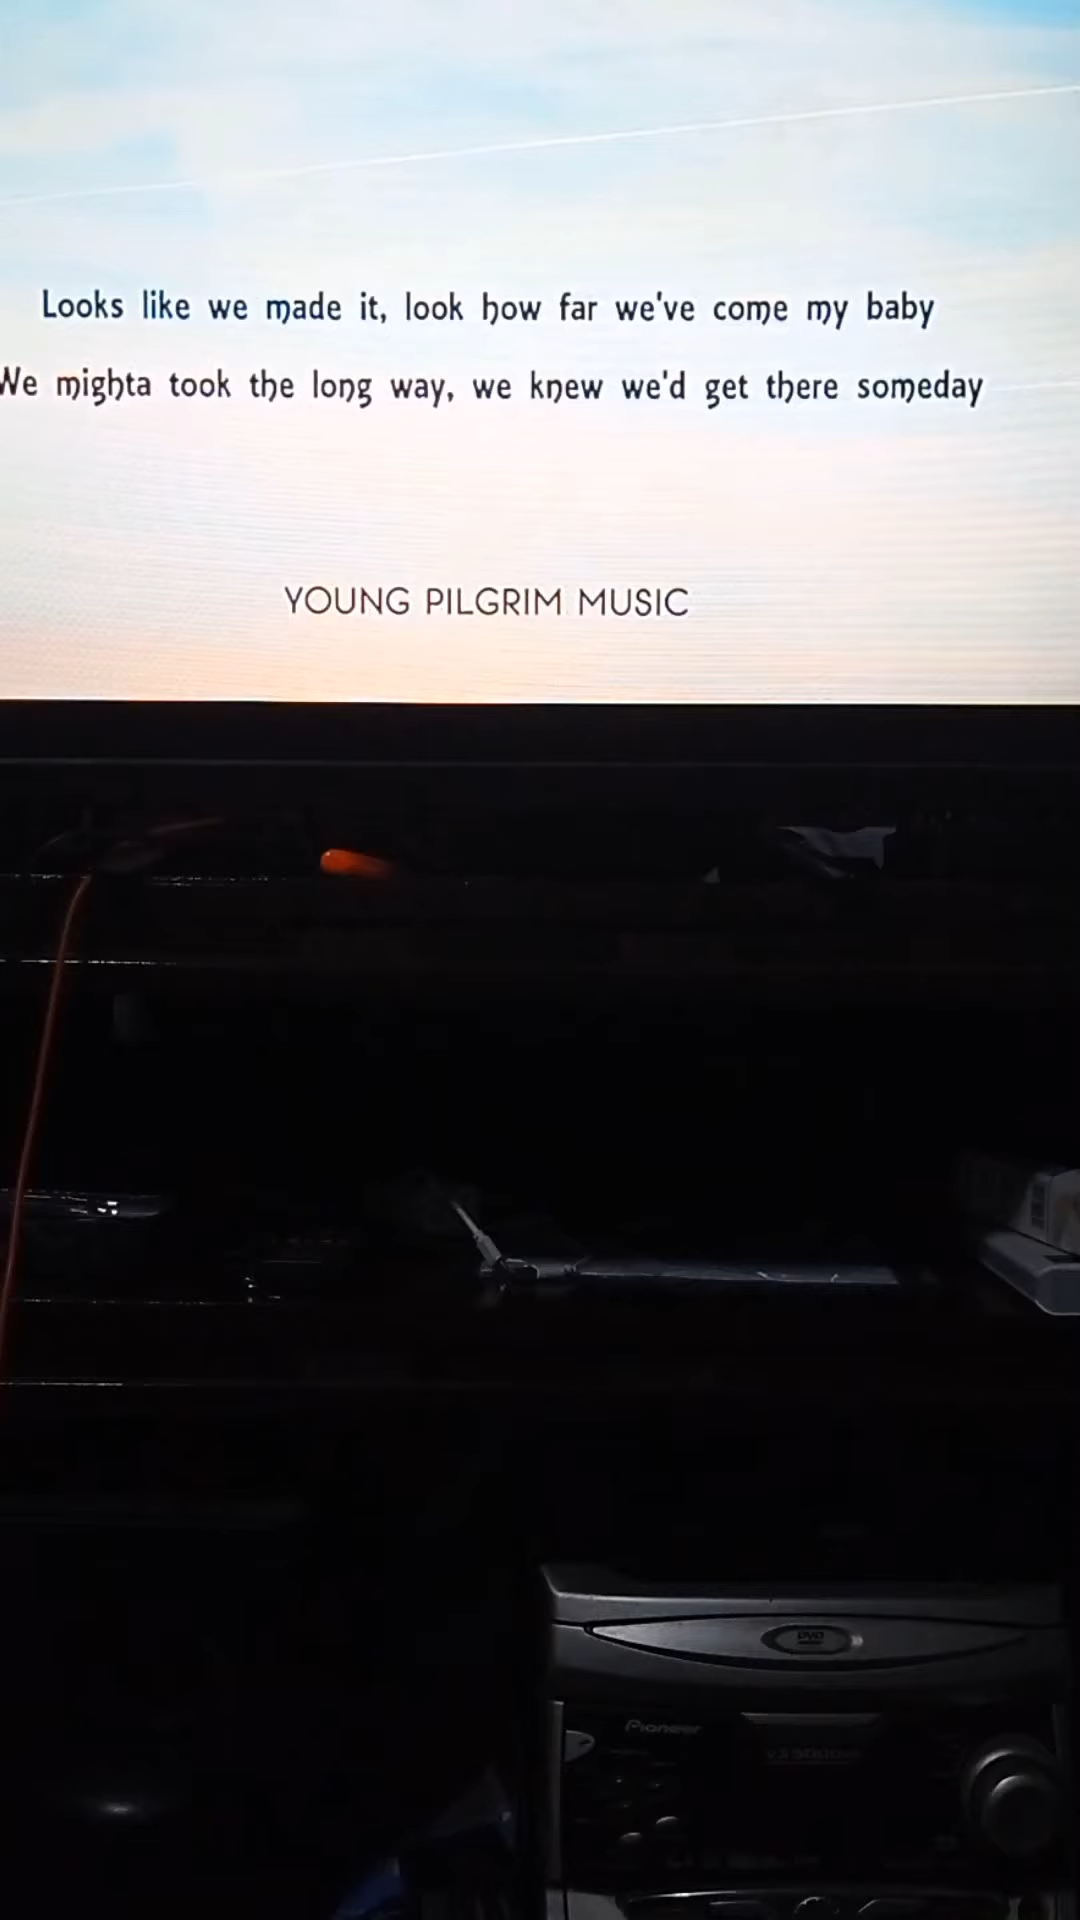 Looks like we made it, look how far we've come my baby
We mighta took the long way, we knew we'd get there someday
YOUNG PILGRIM MUSIC
DVD
Pioneer